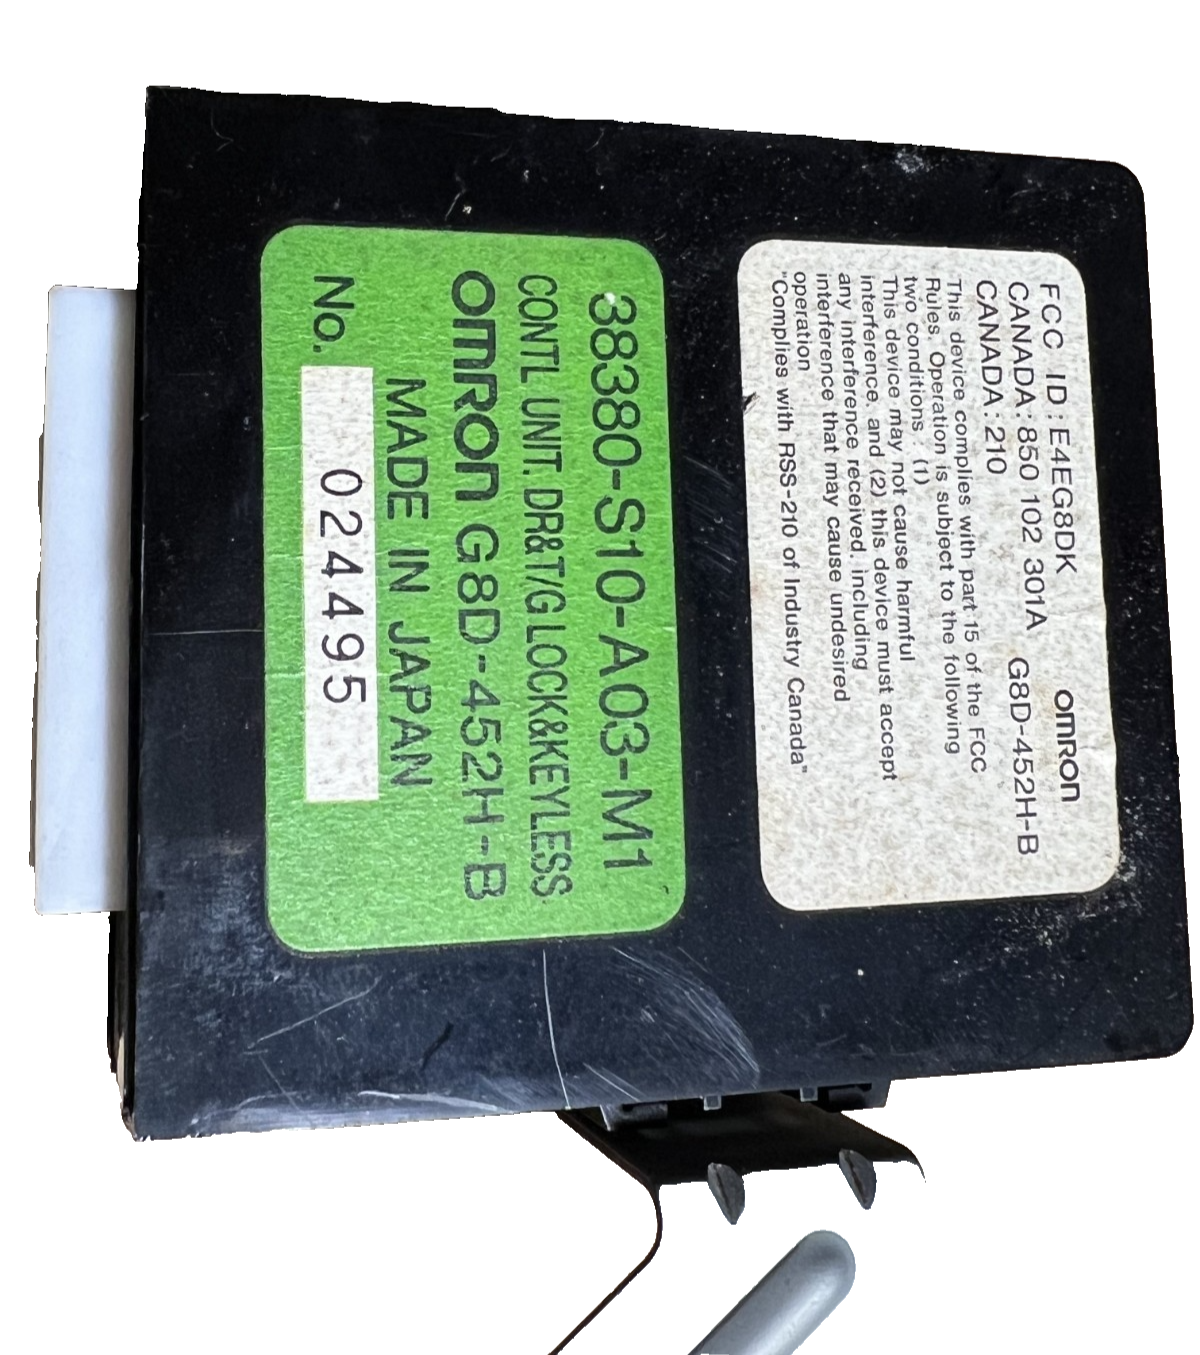 FCC ID:E4EG8DK omron
CANADA:850 102 301A G8D-452H-B
CANADA:210
This device complies with part 15 of the FCC
Rules. Operation is subject to the following
two conditions : (1)
This device may not cause harmful
interference, and (2) this device must accept
any interference received, including
interference that may cause undesired
operation
"Complies with RSS-210 of Industry Canada"
38380-S10-A03-M1
CONTL UNIT. DR&T/G LOCK&KEYLESS
omron G8D-452H-B
MADE IN JAPAN
No. 024495